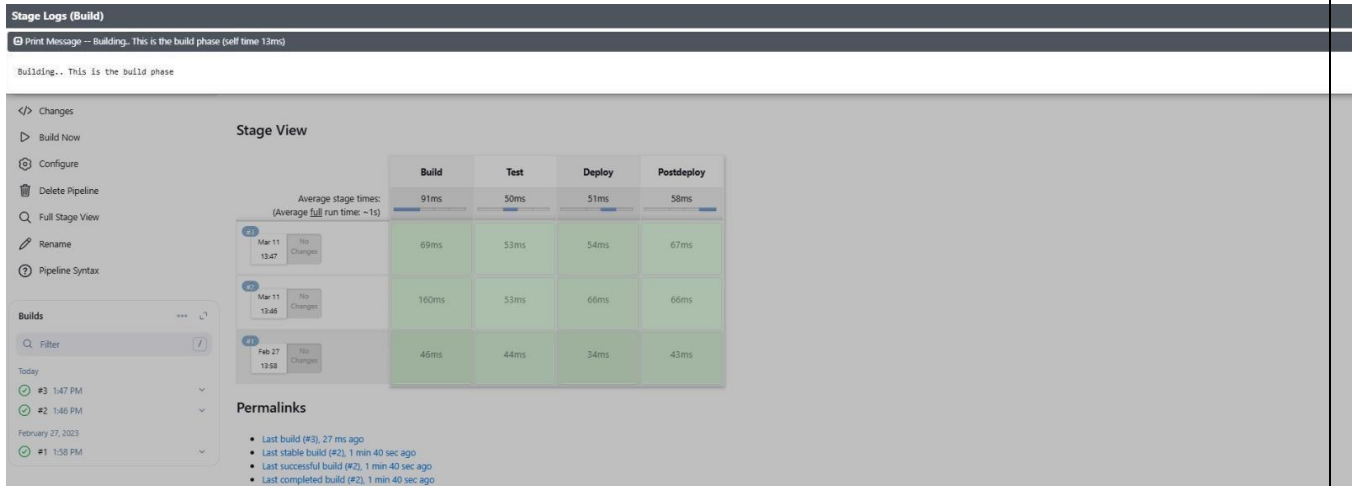 Stage Logs (Build)
Print Message -- Building.. This is the build phase (self time 13ms)
Building.. This is the build phase
Changes
Build Now
Configure
Delete Pipeline
Full Stage View
Rename
Pipeline Syntax
Builds
Filter /
Today
#3 1:47 PM
#2 1:46 PM
February 27, 2023
#1 1:58 PM
Stage View
Build Test Deploy Postdeploy
Average stage times: 91ms 50ms 51ms 58ms
(Average full run time: ~1s)
#3
Mar 11 No
13:47 Changes
69ms 53ms 54ms 67ms
#2
Mar 11 No
13:46 Changes
160ms 53ms 66ms 66ms
#1
Feb 27 No
13:58 Changes
46ms 44ms 34ms 43ms
Permalinks
Last build (#3), 27 ms ago
Last stable build (#2), 1 min 40 sec ago
Last successful build (#2), 1 min 40 sec ago
Last completed build (#2), 1 min 40 sec ago